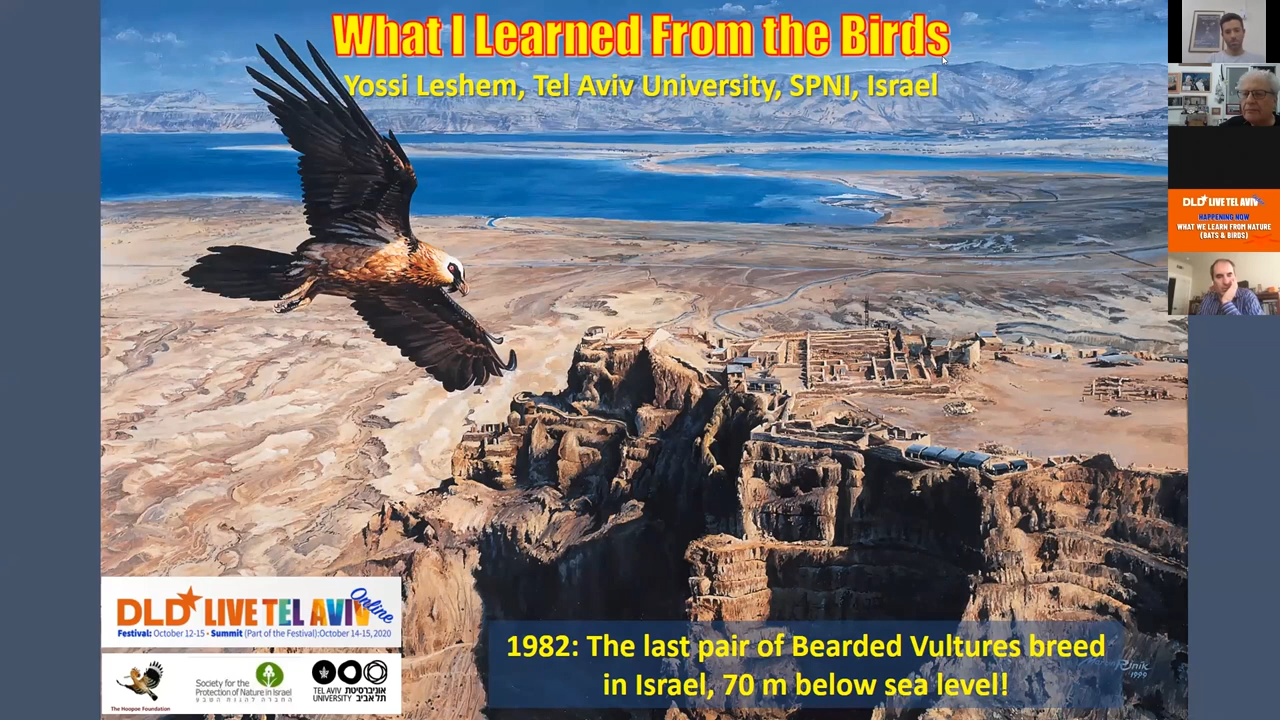 What I Learned From the Birds
Yossi Leshem, Tel Aviv University, SPNI, Israel
DLD LIVE TEL AVIV
HAPPENING NOW
WHAT WE LEARN FROM NATURE
(BATS & BIRDS)
DLD LIVE TEL AVIV Online
Festival: October 12-15 • Summit (Part of the Festival):October 14-15, 2020
The Hoopoe Foundation
Society for the
Protection of Nature in Israel
החברה להגנת הטבע
TEL AVIV אוניברסיטת
UNIVERSITY תל אביב
1982: The last pair of Bearded Vultures breed
in Israel, 70 m below sea level!
1999